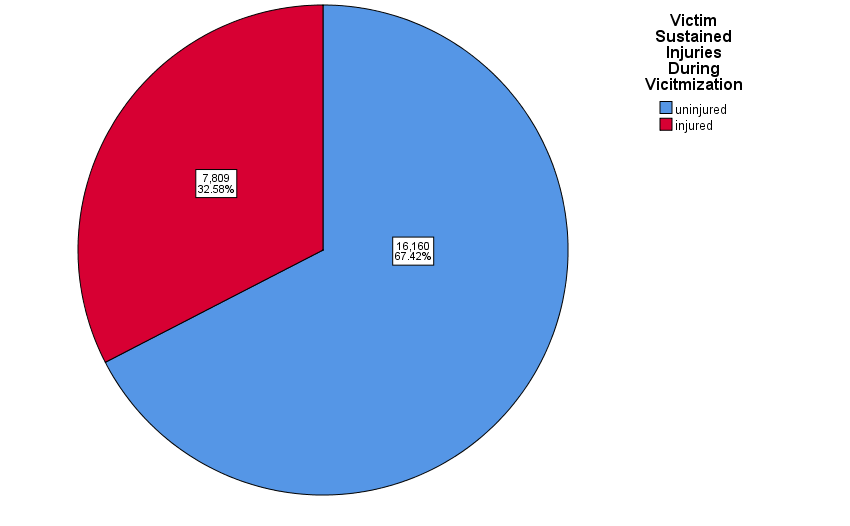 Victim
Sustained
Injuries
During
Vicitmization
uninjured
injured
7,809
32.58%
16,160
67.42%